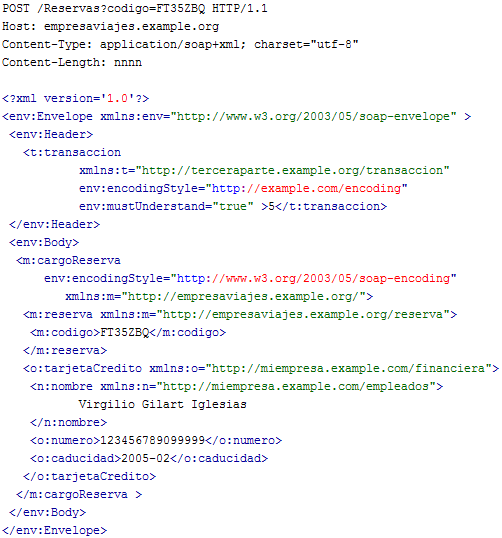 POST /Reservas?codigo=FT35ZBQ HTTP/1.1
Host: empresaviajes.example.org
Content-Type: application/soap+xml; charset="utf-8"
Content-Length: nnnn

<?xml version='1.0'?>
<env:Envelope xmlns:env="http://www.w3.org/2003/05/soap-envelope" >
 <env:Header>
   <t:transaccion
           xmlns:t="http://terceraparte.example.org/transaccion"
           env:encodingStyle="http://example.com/encoding"
           env:mustUnderstand="true" >5</t:transaccion>
 </env:Header>
 <env:Body>
  <m:cargoReserva
      env:encodingStyle="http://www.w3.org/2003/05/soap-encoding"
         xmlns:m="http://empresaviajes.example.org/">
   <m:reserva xmlns:m="http://empresaviajes.example.org/reserva">
    <m:codigo>FT35ZBQ</m:codigo>
   </m:reserva>
   <o:tarjetaCredito xmlns:o="http://miempresa.example.com/financiera">
    <n:nombre xmlns:n="http://miempresa.example.com/empleados">
           Virgilio Gilart Iglesias
    </n:nombre>
    <o:numero>123456789099999</o:numero>
    <o:caducidad>2005-02</o:caducidad>
   </o:tarjetaCredito>
  </m:cargoReserva >
 </env:Body>
</env:Envelope>